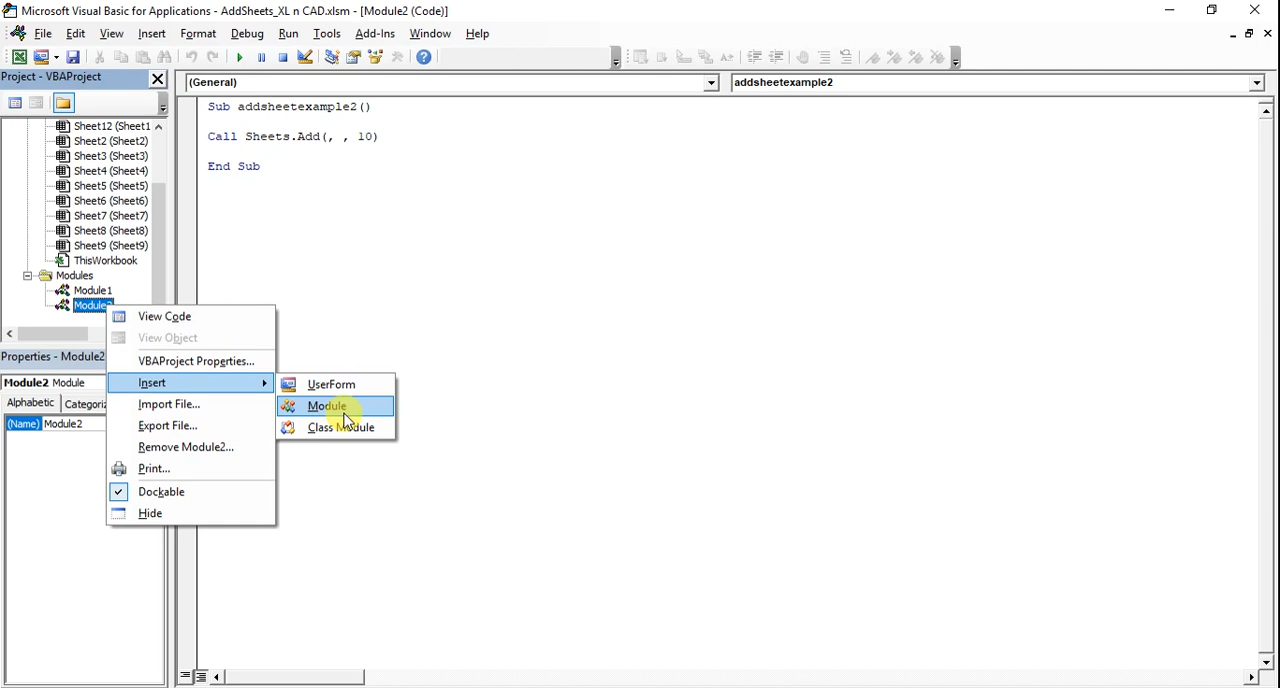 Microsoft Visual Basic for Applications - AddSheets_XL n CAD.xlsm - [Module2 (Code)]
File Edit View Insert Format Debug Run Tools Add-Ins Window Help
Project - VBAProject
(General) addsheetexample2
Sheet12 (Sheet1
Sheet2 (Sheet2)
Sheet3 (Sheet3)
Sheet4 (Sheet4)
Sheet5 (Sheet5)
Sheet6 (Sheet6)
Sheet7 (Sheet7)
Sheet8 (Sheet8)
Sheet9 (Sheet9)
ThisWorkbook
Modules
Module1
Module2
Sub addsheetexample2()
Call Sheets.Add(, , 10)
End Sub
View Code
View Object
VBAProject Properties...
Insert
Import File...
Export File...
Remove Module2...
Print...
Dockable
Hide
UserForm
Module
Class Module
Properties - Module2
Module2 Module
Alphabetic Categoriz
(Name) Module2